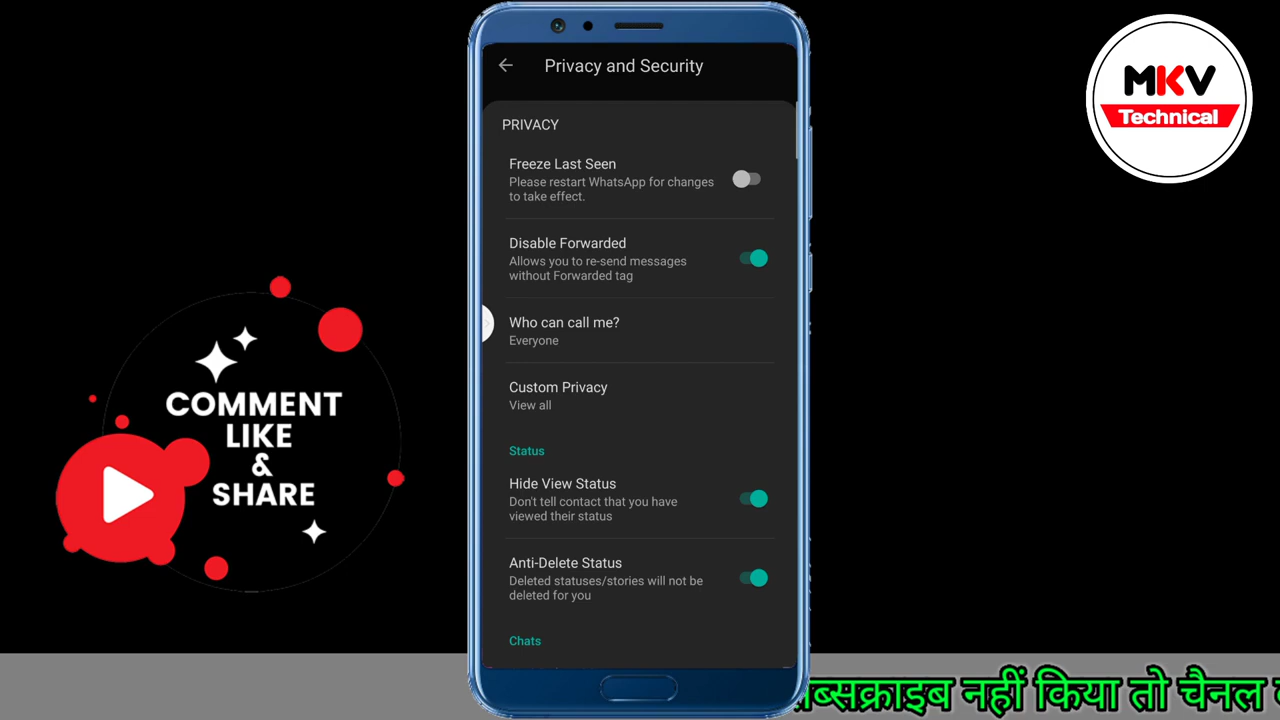 Privacy and Security
MKV
Technical
PRIVACY
Freeze Last Seen
Please restart WhatsApp for changes
to take effect.
Disable Forwarded
Allows you to re-send messages
without Forwarded tag
Who can call me?
Everyone
Custom Privacy
View all
Status
Hide View Status
Don't tell contact that you have
viewed their status
Anti-Delete Status
Deleted statuses/stories will not be
deleted for you
Chats
COMMENT
LIKE
&
SHARE
नहीं किया तो चैनल